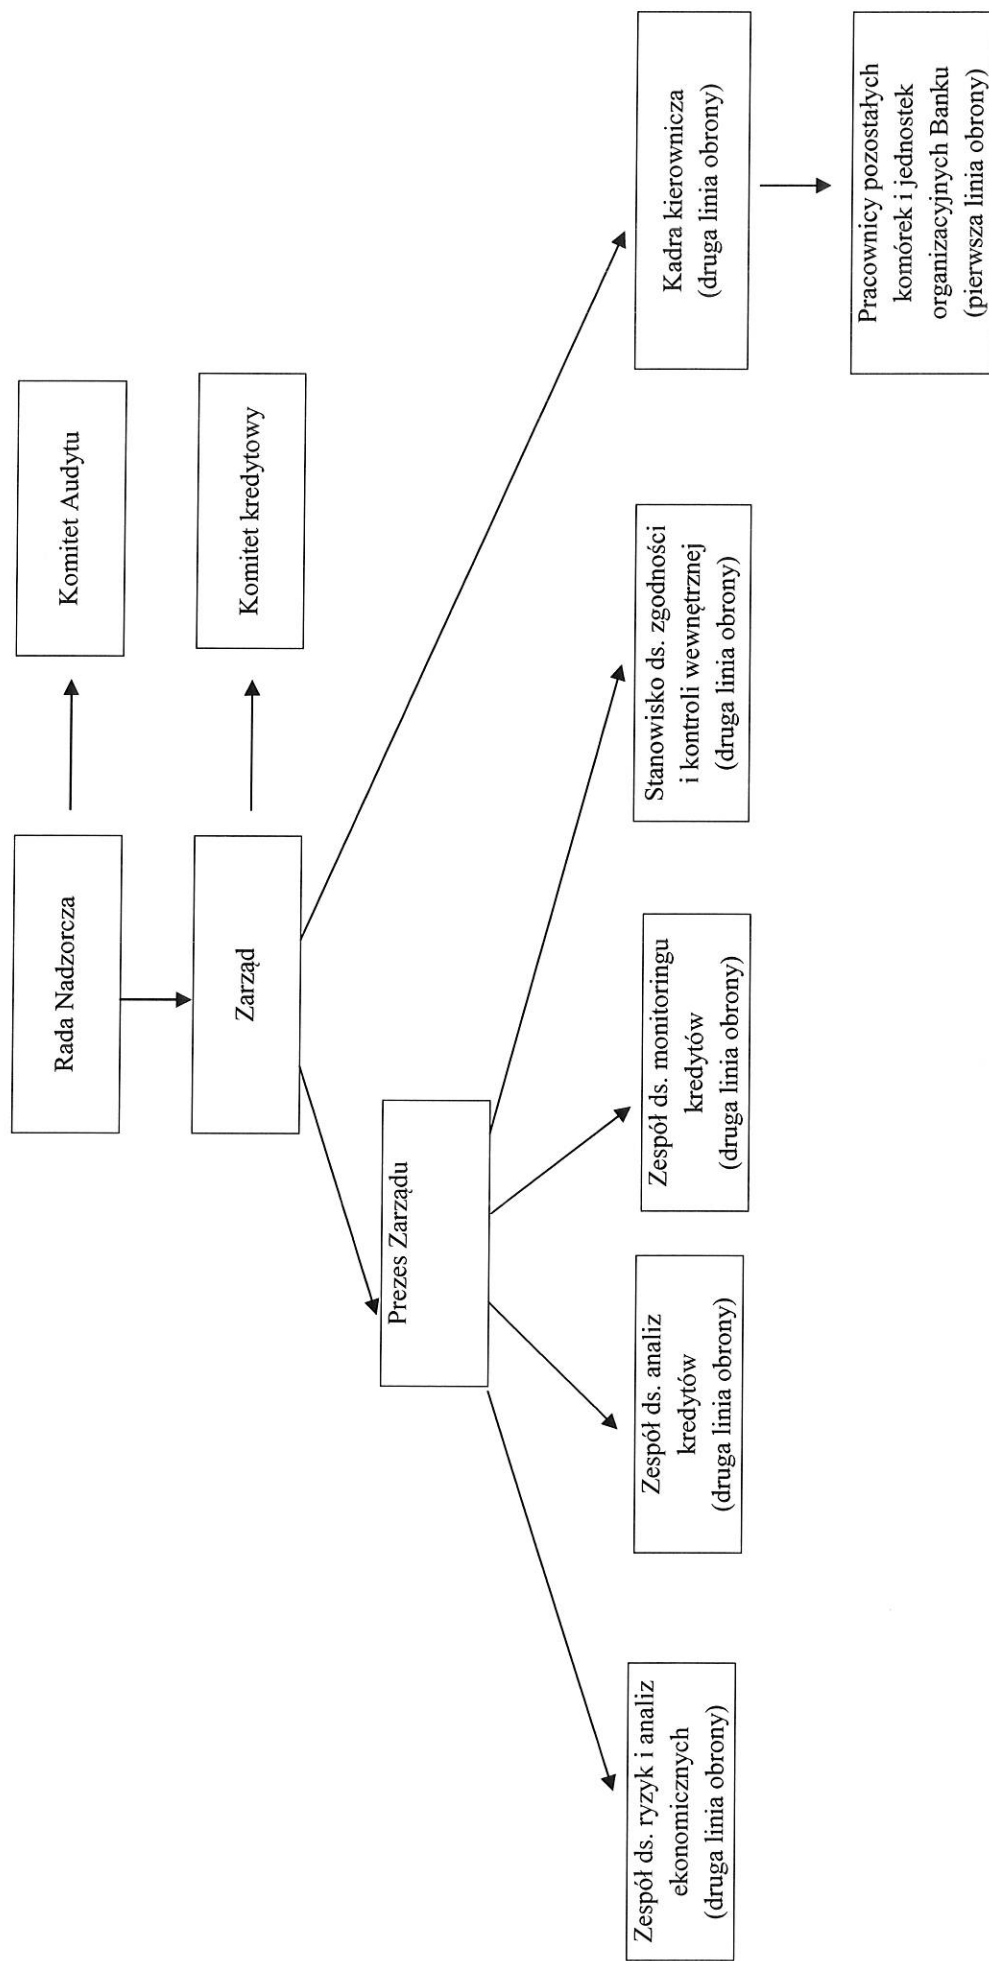 Rada Nadzorcza
Komitet Audytu
Zarząd
Komitet kredytowy
Prezes Zarządu
Zespół ds. ryzyk i analiz
ekonomicznych
(druga linia obrony)
Zespół ds. analiz
kredytów
(druga linia obrony)
Zespół ds. monitoringu
kredytów
(druga linia obrony)
Stanowisko ds. zgodności
i kontroli wewnętrznej
(druga linia obrony)
Kadra kierownicza
(druga linia obrony)
Pracownicy pozostałych
komórek i jednostek
organizacyjnych Banku
(pierwsza linia obrony)